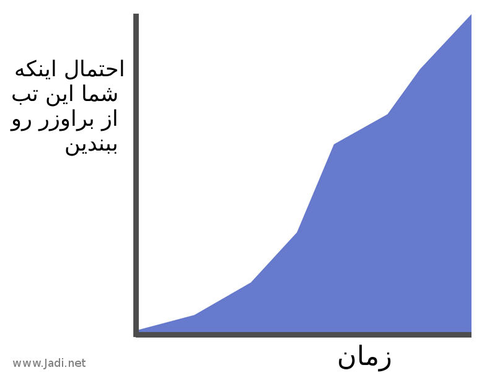 احتمال اینکه
شما این تب
از براوزر رو
ببندین
زمان
www.Jadi.net